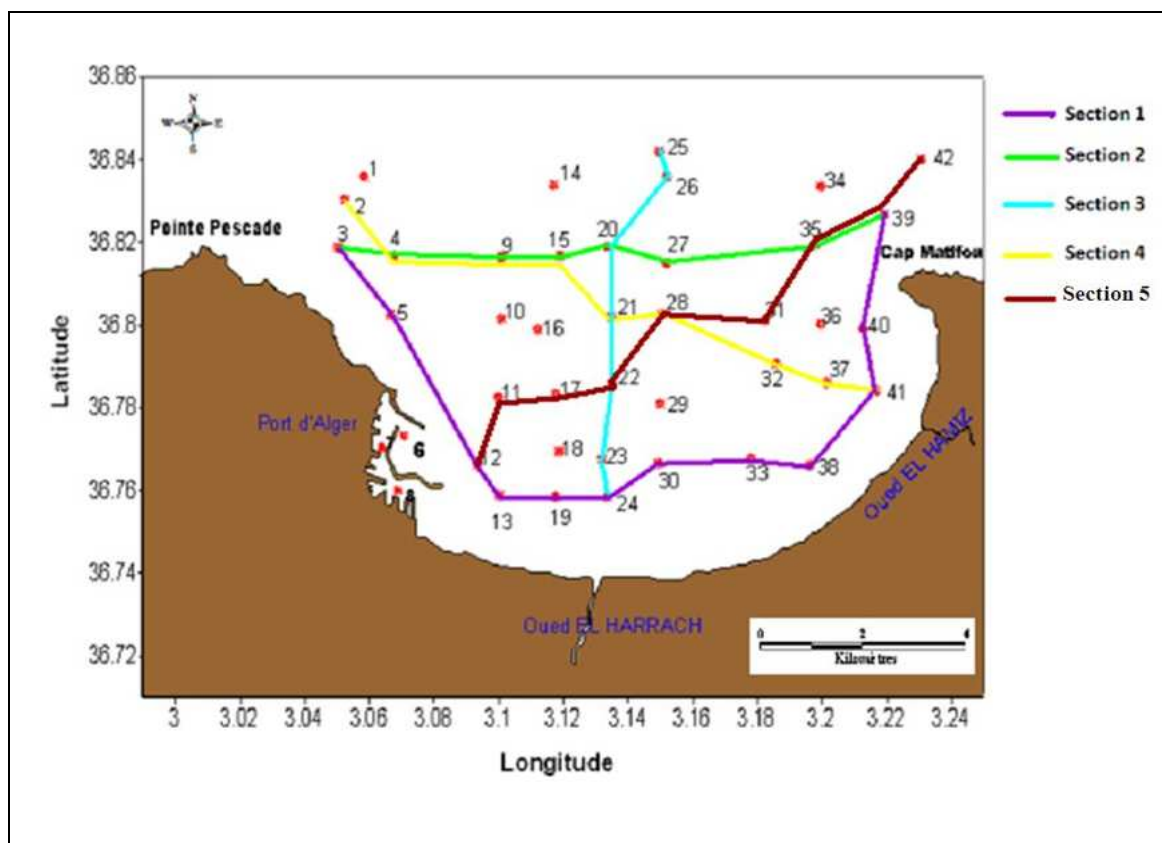 36.86
36.84
36.82
36.8
36.78
36.76
36.74
36.72
Latitude
N
W
E
S
Pointe Pescade
Cap Matifou
Port d'Alger
Oued EL HARRACH
Oued EL HAMIZ
1
2
3
4
5
6
7
8
9
10
11
12
13
14
15
16
17
18
19
20
21
22
23
24
25
26
27
28
29
30
31
32
33
34
35
36
37
38
39
40
41
42
0 2 4
Kilomètres
3 3.02 3.04 3.06 3.08 3.1 3.12 3.14 3.16 3.18 3.2 3.22 3.24
Longitude
Section 1
Section 2
Section 3
Section 4
Section 5